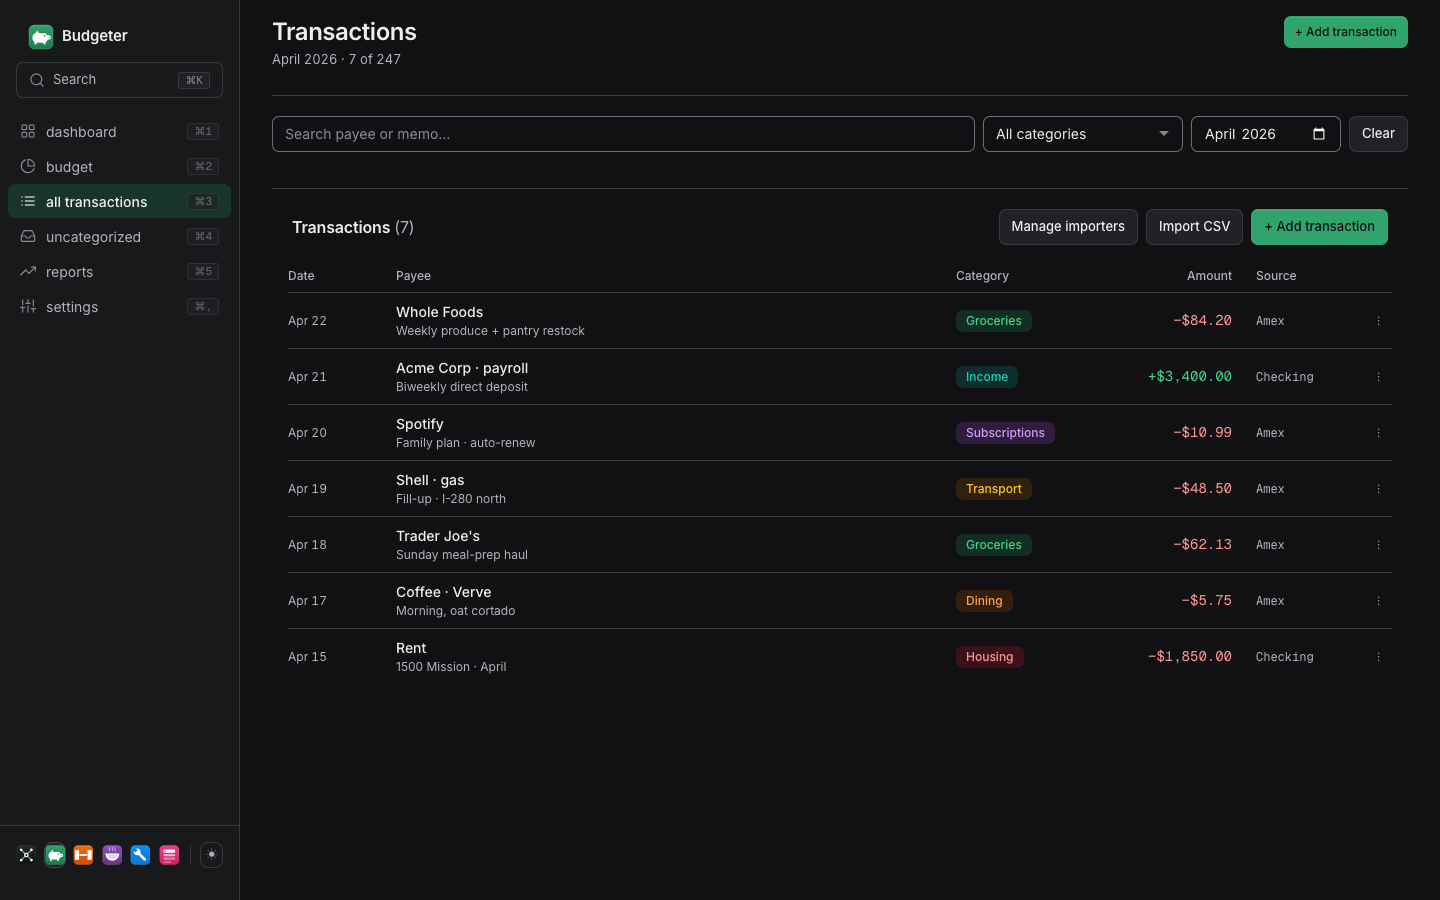 Budgeter
Search ⌘K
dashboard ⌘1
budget ⌘2
all transactions ⌘3
uncategorized ⌘4
reports ⌘5
settings ⌘,
Transactions
April 2026 · 7 of 247
+ Add transaction
Search payee or memo...
All categories
April 2026
Clear
Transactions (7)
Manage importers
Import CSV
+ Add transaction
Date Payee Category Amount Source
Apr 22 Whole Foods Groceries −$84.20 Amex
Weekly produce + pantry restock
Apr 21 Acme Corp · payroll Income +$3,400.00 Checking
Biweekly direct deposit
Apr 20 Spotify Subscriptions −$10.99 Amex
Family plan · auto-renew
Apr 19 Shell · gas Transport −$48.50 Amex
Fill-up · I-280 north
Apr 18 Trader Joe's Groceries −$62.13 Amex
Sunday meal-prep haul
Apr 17 Coffee · Verve Dining −$5.75 Amex
Morning, oat cortado
Apr 15 Rent Housing −$1,850.00 Checking
1500 Mission · April